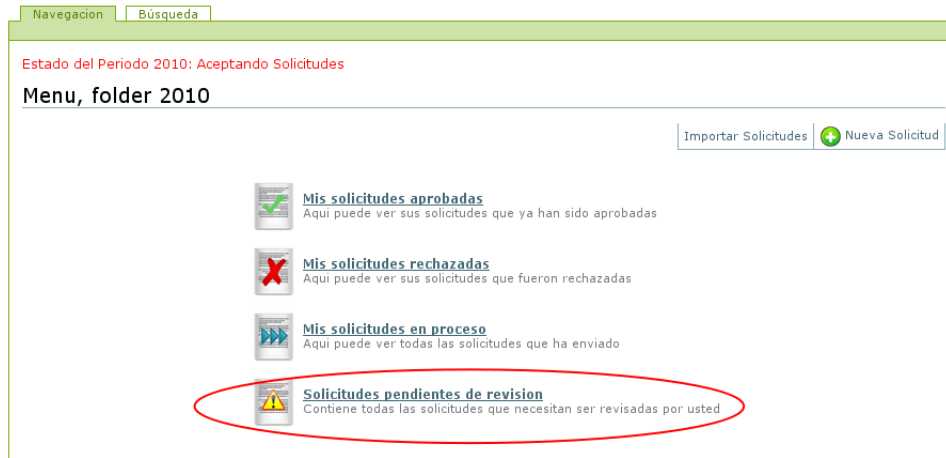 Navegacion Búsqueda
Estado del Periodo 2010: Aceptando Solicitudes
Menu, folder 2010
Importar Solicitudes Nueva Solicitud
Mis solicitudes aprobadas
Aqui puede ver sus solicitudes que ya han sido aprobadas
Mis solicitudes rechazadas
Aqui puede ver sus solicitudes que fueron rechazadas
Mis solicitudes en proceso
Aqui puede ver todas las solicitudes que ha enviado
Solicitudes pendientes de revision
Contiene todas las solicitudes que necesitan ser revisadas por usted